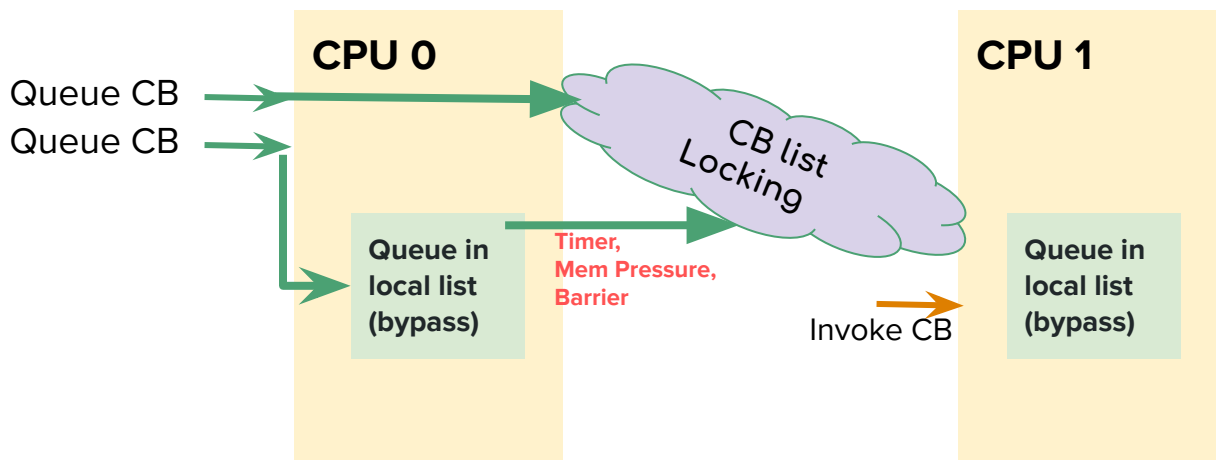 CPU 0
CPU 1
Queue CB
Queue CB
CB list
Locking
Queue in
local list
(bypass)
Timer,
Mem Pressure,
Barrier
Invoke CB
Queue in
local list
(bypass)